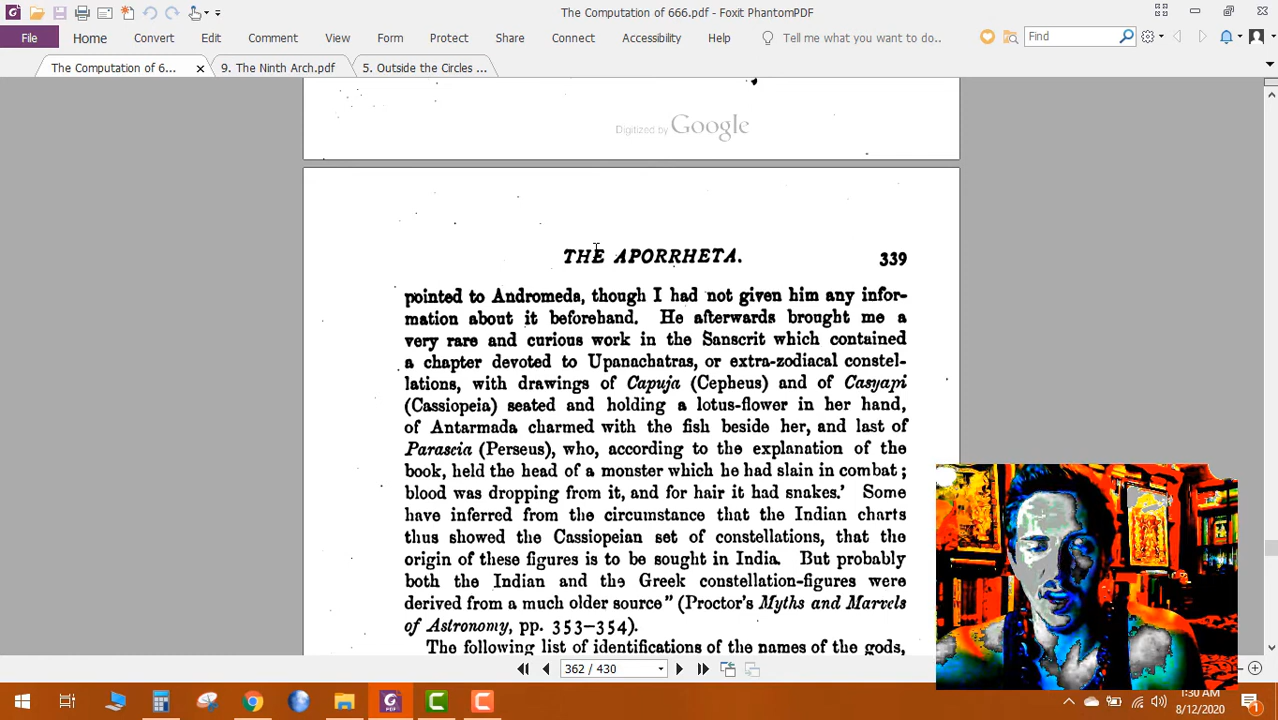 The Computation of 666.pdf - Foxit PhantomPDF
File Home Convert Edit Comment View Form Protect Share Connect Accessibility Help Tell me what you want to do.. Find
The Computation of 6... 9. The Ninth Arch.pdf 5. Outside the Circles ...
Digitized by Google
THE APORRHETA. 339
pointed to Andromeda, though I had not given him any infor-
mation about it beforehand. He afterwards brought me a
very rare and curious work in the Sanscrit which contained
a chapter devoted to Upanachatras, or extra-zodiacal constel-
lations, with drawings of Capuja (Cepheus) and of Casyapi
(Cassiopeia) seated and holding a lotus-flower in her hand,
of Antarmada charmed with the fish beside her, and last of
Parascia (Perseus), who, according to the explanation of the
book, held the head of a monster which he had slain in combat ;
blood was dropping from it, and for hair it had snakes.' Some
have inferred from the circumstance that the Indian charts
thus showed the Cassiopeian set of constellations, that the
origin of these figures is to be sought in India. But probably
both the Indian and the Greek constellation-figures were
derived from a much older source" (Proctor's Myths and Marvels
of Astronomy, pp. 353–354).
The following list of identifications of the names of the gods,
362 / 430
1:30 AM
8/12/2020